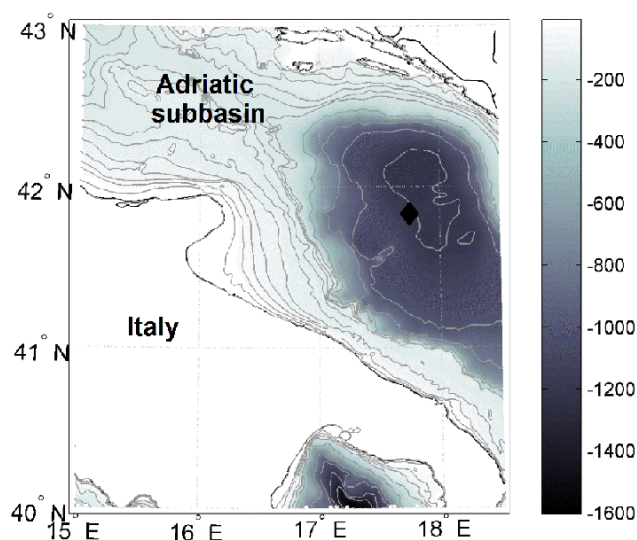 43° N
Adriatic
subbasin
42° N
Italy
41° N
40° N
15° E
16° E
17° E
18° E
-200
-400
-600
-800
-1000
-1200
-1400
-1600